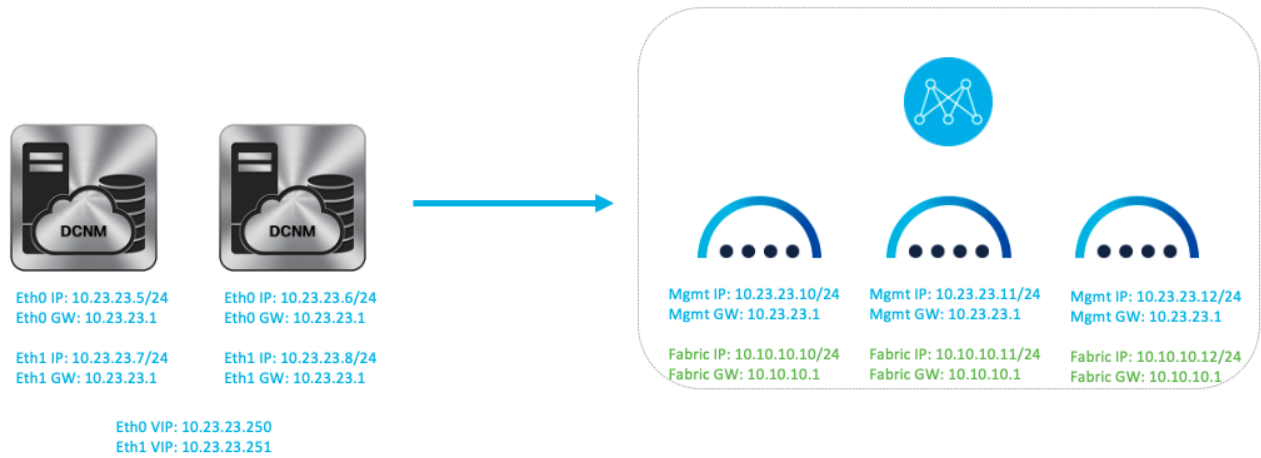 DCNM
DCNM
Eth0 IP: 10.23.23.5/24
Eth0 GW: 10.23.23.1
Eth1 IP: 10.23.23.7/24
Eth1 GW: 10.23.23.1
Eth0 IP: 10.23.23.6/24
Eth0 GW: 10.23.23.1
Eth1 IP: 10.23.23.8/24
Eth1 GW: 10.23.23.1
Eth0 VIP: 10.23.23.250
Eth1 VIP: 10.23.23.251
Mgmt IP: 10.23.23.10/24
Mgmt GW: 10.23.23.1
Fabric IP: 10.10.10.10/24
Fabric GW: 10.10.10.1
Mgmt IP: 10.23.23.11/24
Mgmt GW: 10.23.23.1
Fabric IP: 10.10.10.11/24
Fabric GW: 10.10.10.1
Mgmt IP: 10.23.23.12/24
Mgmt GW: 10.23.23.1
Fabric IP: 10.10.10.12/24
Fabric GW: 10.10.10.1